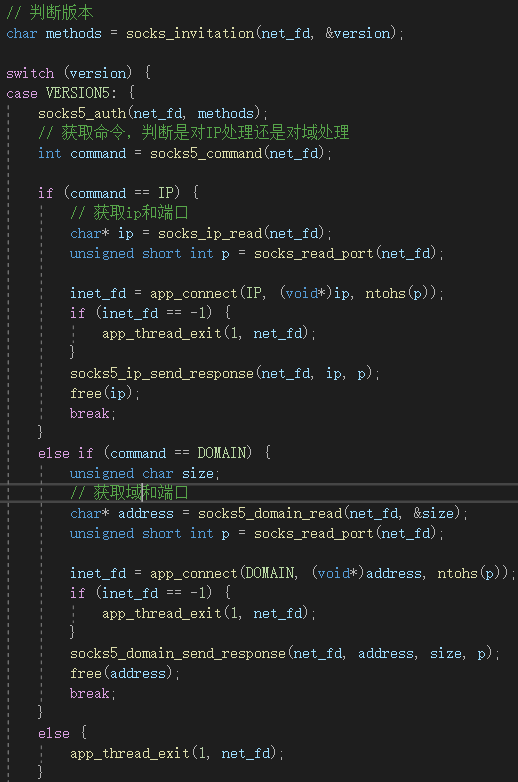 // 判断版本
char methods = socks_invitation(net_fd, &version);
switch (version) {
case VERSION5: {
socks5_auth(net_fd, methods);
// 获取命令，判断是对IP处理还是对域处理
int command = socks5_command(net_fd);
if (command == IP) {
// 获取ip和端口
char* ip = socks_ip_read(net_fd);
unsigned short int p = socks_read_port(net_fd);
inet_fd = app_connect(IP, (void*)ip, ntohs(p));
if (inet_fd == -1) {
app_thread_exit(1, net_fd);
}
socks5_ip_send_response(net_fd, ip, p);
free(ip);
break;
}
else if (command == DOMAIN) {
unsigned char size;
// 获取域和端口
char* address = socks5_domain_read(net_fd, &size);
unsigned short int p = socks_read_port(net_fd);
inet_fd = app_connect(DOMAIN, (void*)address, ntohs(p));
if (inet_fd == -1) {
app_thread_exit(1, net_fd);
}
socks5_domain_send_response(net_fd, address, size, p);
free(address);
break;
}
else {
app_thread_exit(1, net_fd);
}